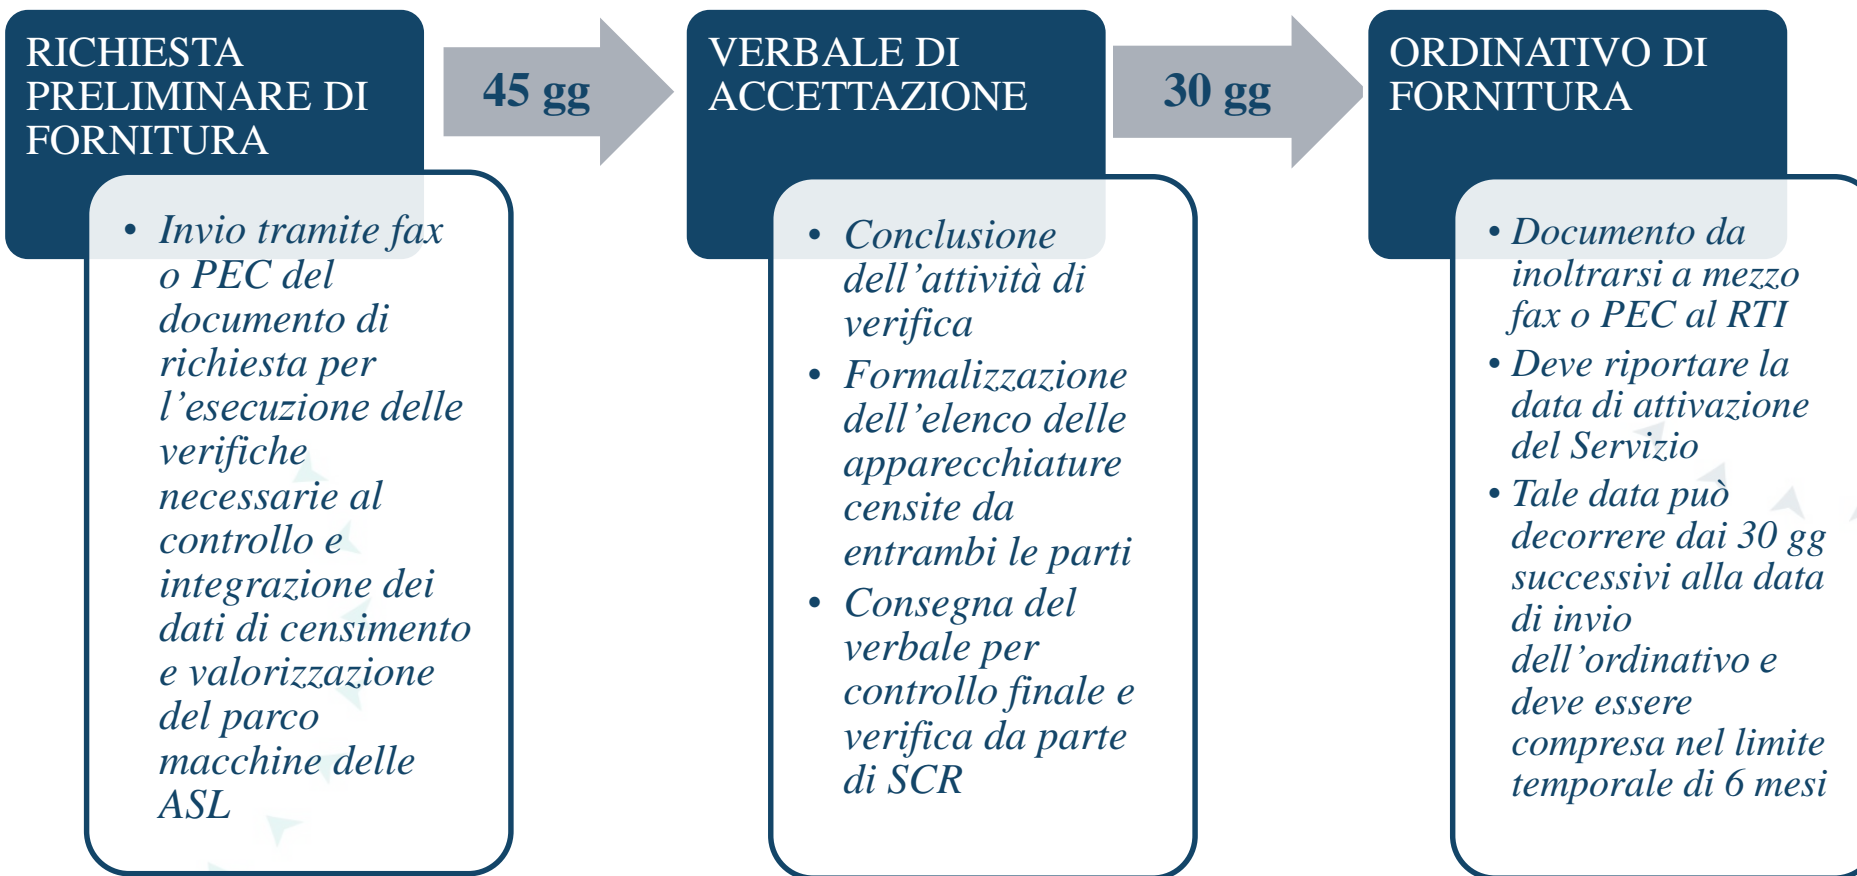 RICHIESTA
PRELIMINARE DI
FORNITURA
• Invio tramite fax
o PEC del
documento di
richiesta per
l’esecuzione delle
verifiche
necessarie al
controllo e
integrazione dei
dati di censimento
e valorizzazione
del parco
macchine delle
ASL
45 gg
VERBALE DI
ACCETTAZIONE
• Conclusione
dell’attività di
verifica
• Formalizzazione
dell’elenco delle
apparecchiature
censite da
entrambi le parti
• Consegna del
verbale per
controllo finale e
verifica da parte
di SCR
30 gg
ORDINATIVO DI
FORNITURA
• Documento da
inoltrarsi a mezzo
fax o PEC al RTI
• Deve riportare la
data di attivazione
del Servizio
• Tale data può
decorrere dai 30 gg
successivi alla data
di invio
dell’ordinativo e
deve essere
compresa nel limite
temporale di 6 mesi